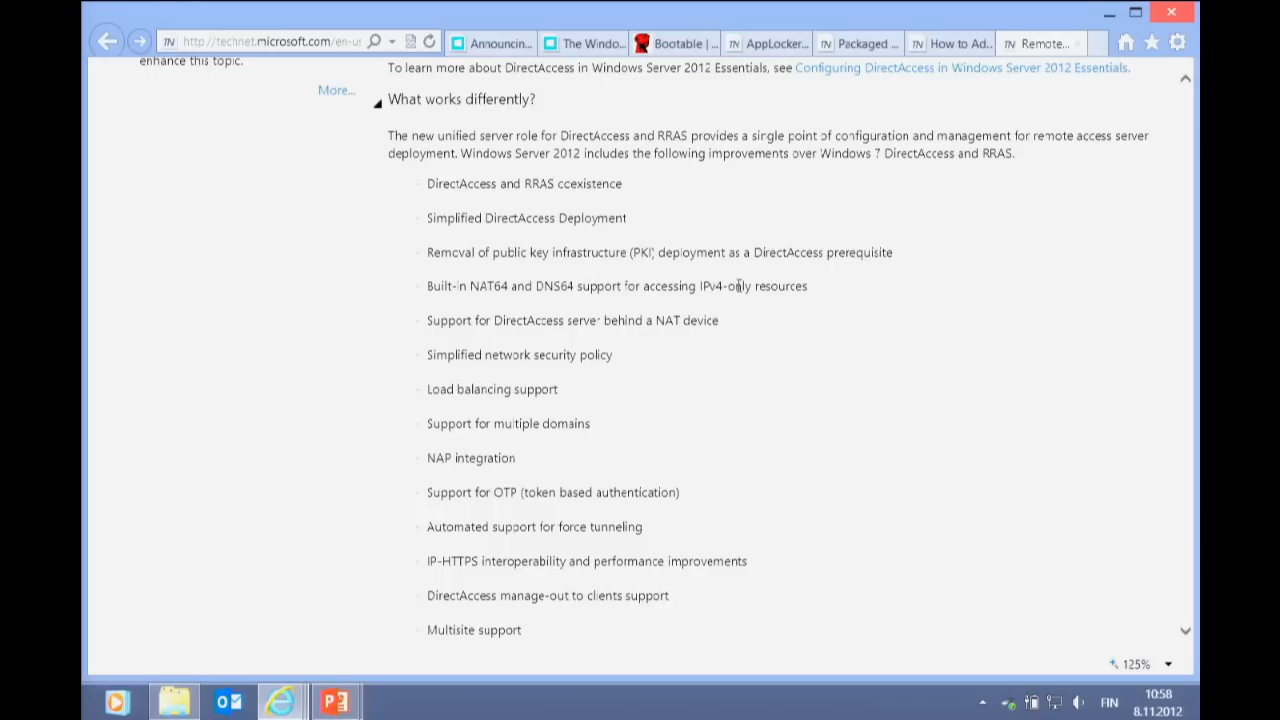 http://technet.microsoft.com/en-us
Announcin...
The Windo...
Bootable | ...
AppLocker...
Packaged ...
How to Ad...
Remote...
enhance this topic.
More...
To learn more about DirectAccess in Windows Server 2012 Essentials, see Configuring DirectAccess in Windows Server 2012 Essentials.
What works differently?
The new unified server role for DirectAccess and RRAS provides a single point of configuration and management for remote access server
deployment. Windows Server 2012 includes the following improvements over Windows 7 DirectAccess and RRAS.
DirectAccess and RRAS coexistence
Simplified DirectAccess Deployment
Removal of public key infrastructure (PKI) deployment as a DirectAccess prerequisite
Built-in NAT64 and DNS64 support for accessing IPv4-only resources
Support for DirectAccess server behind a NAT device
Simplified network security policy
Load balancing support
Support for multiple domains
NAP integration
Support for OTP (token based authentication)
Automated support for force tunneling
IP-HTTPS interoperability and performance improvements
DirectAccess manage-out to clients support
Multisite support
125%
FIN
10:58
8.11.2012